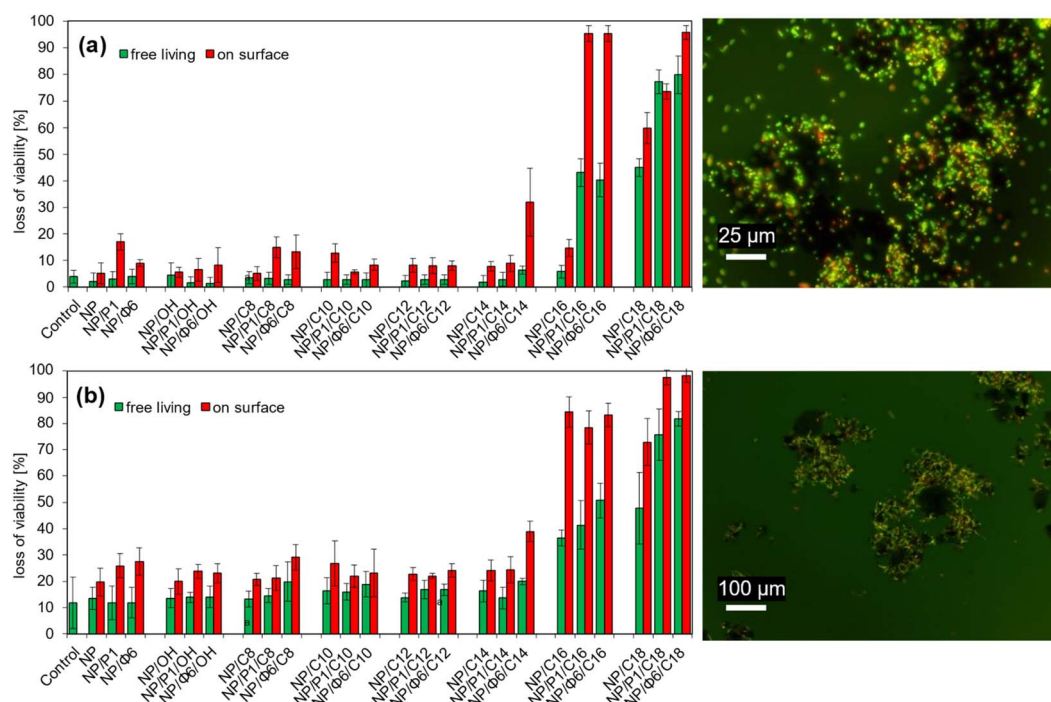 (a)
free living on surface
loss of viability [%]
100
90
80
70
60
50
40
30
20
10
0
Control
NP
NP/P1
NP/Φ6
NP/OH
NP/P1/OH
NP/Φ6/OH
NP/C8
NP/P1/C8
NP/Φ6/C8
NP/C10
NP/P1/C10
NP/Φ6/C10
NP/C12
NP/P1/C12
NP/Φ6/C12
NP/C14
NP/P1/C14
NP/Φ6/C14
NP/C16
NP/P1/C16
NP/Φ6/C16
NP/C18
NP/P1/C18
NP/Φ6/C18
25 μm
(b)
free living on surface
loss of viability [%]
100
90
80
70
60
50
40
30
20
10
0
a
a
Control
NP
NP/P1
NP/Φ6
NP/OH
NP/P1/OH
NP/Φ6/OH
NP/C8
NP/P1/C8
NP/Φ6/C8
NP/C10
NP/P1/C10
NP/Φ6/C10
NP/C12
NP/P1/C12
NP/Φ6/C12
NP/C14
NP/P1/C14
NP/Φ6/C14
NP/C16
NP/P1/C16
NP/Φ6/C16
NP/C18
NP/P1/C18
NP/Φ6/C18
100 μm